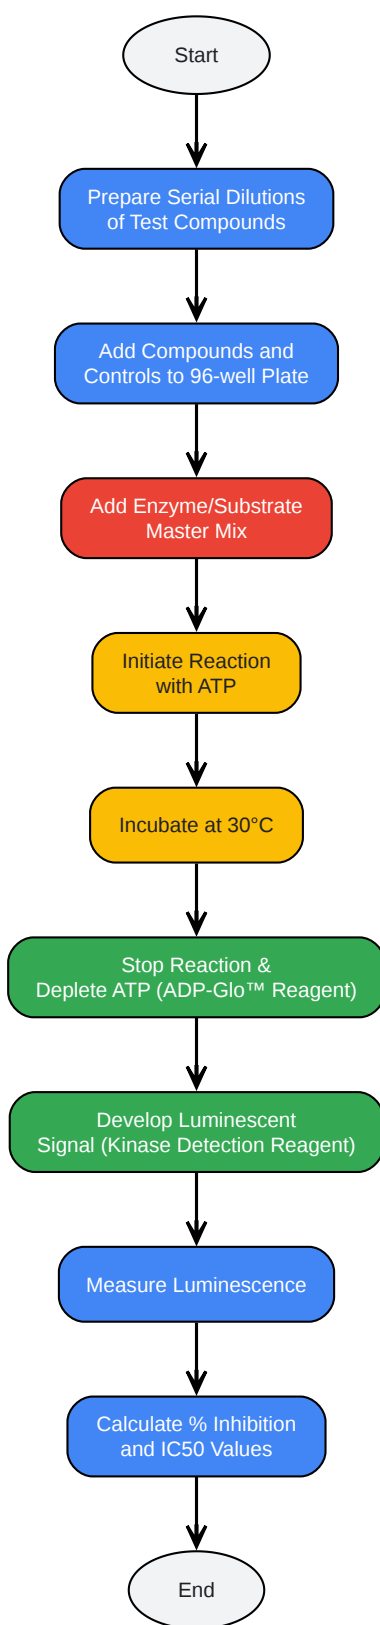 Start
Prepare Serial Dilutions
of Test Compounds
Add Compounds and
Controls to 96-well Plate
Add Enzyme/Substrate
Master Mix
Initiate Reaction
with ATP
Incubate at 30°C
Stop Reaction &
Deplete ATP (ADP-Glo™ Reagent)
Develop Luminescent
Signal (Kinase Detection Reagent)
Measure Luminescence
Calculate % Inhibition
and IC50 Values
End